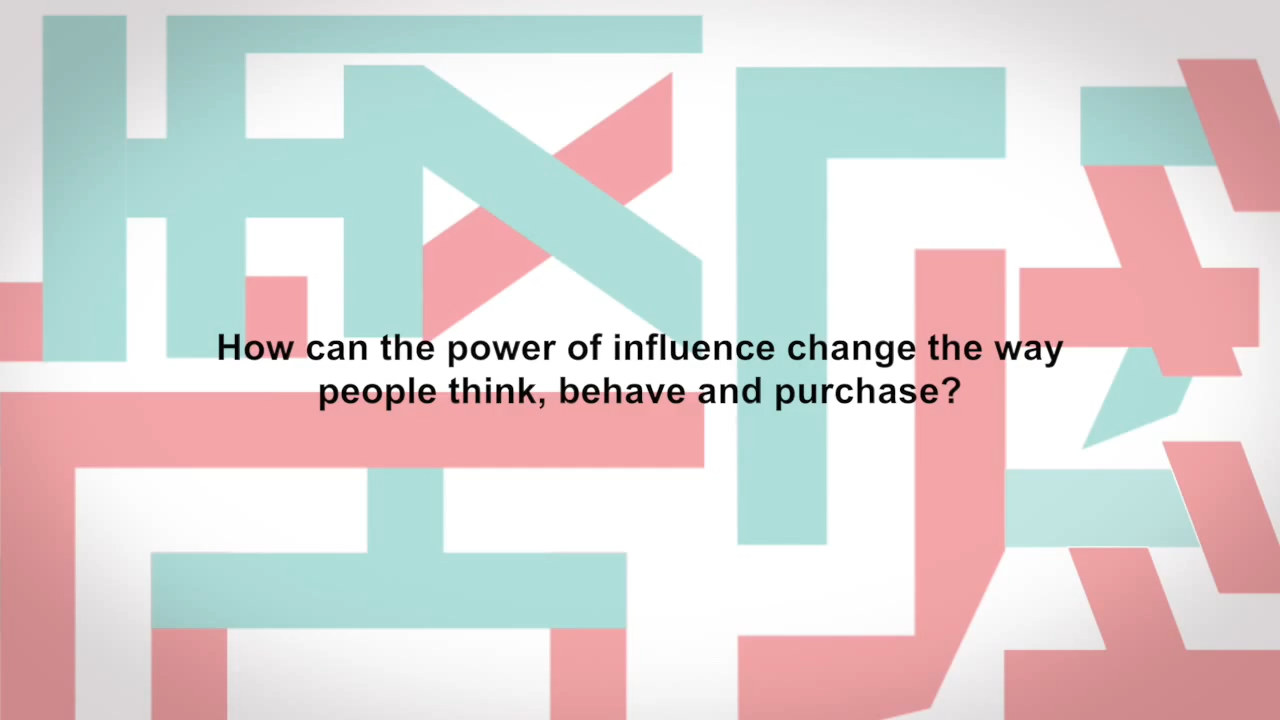 How can the power of influence change the way
people think, behave and purchase?